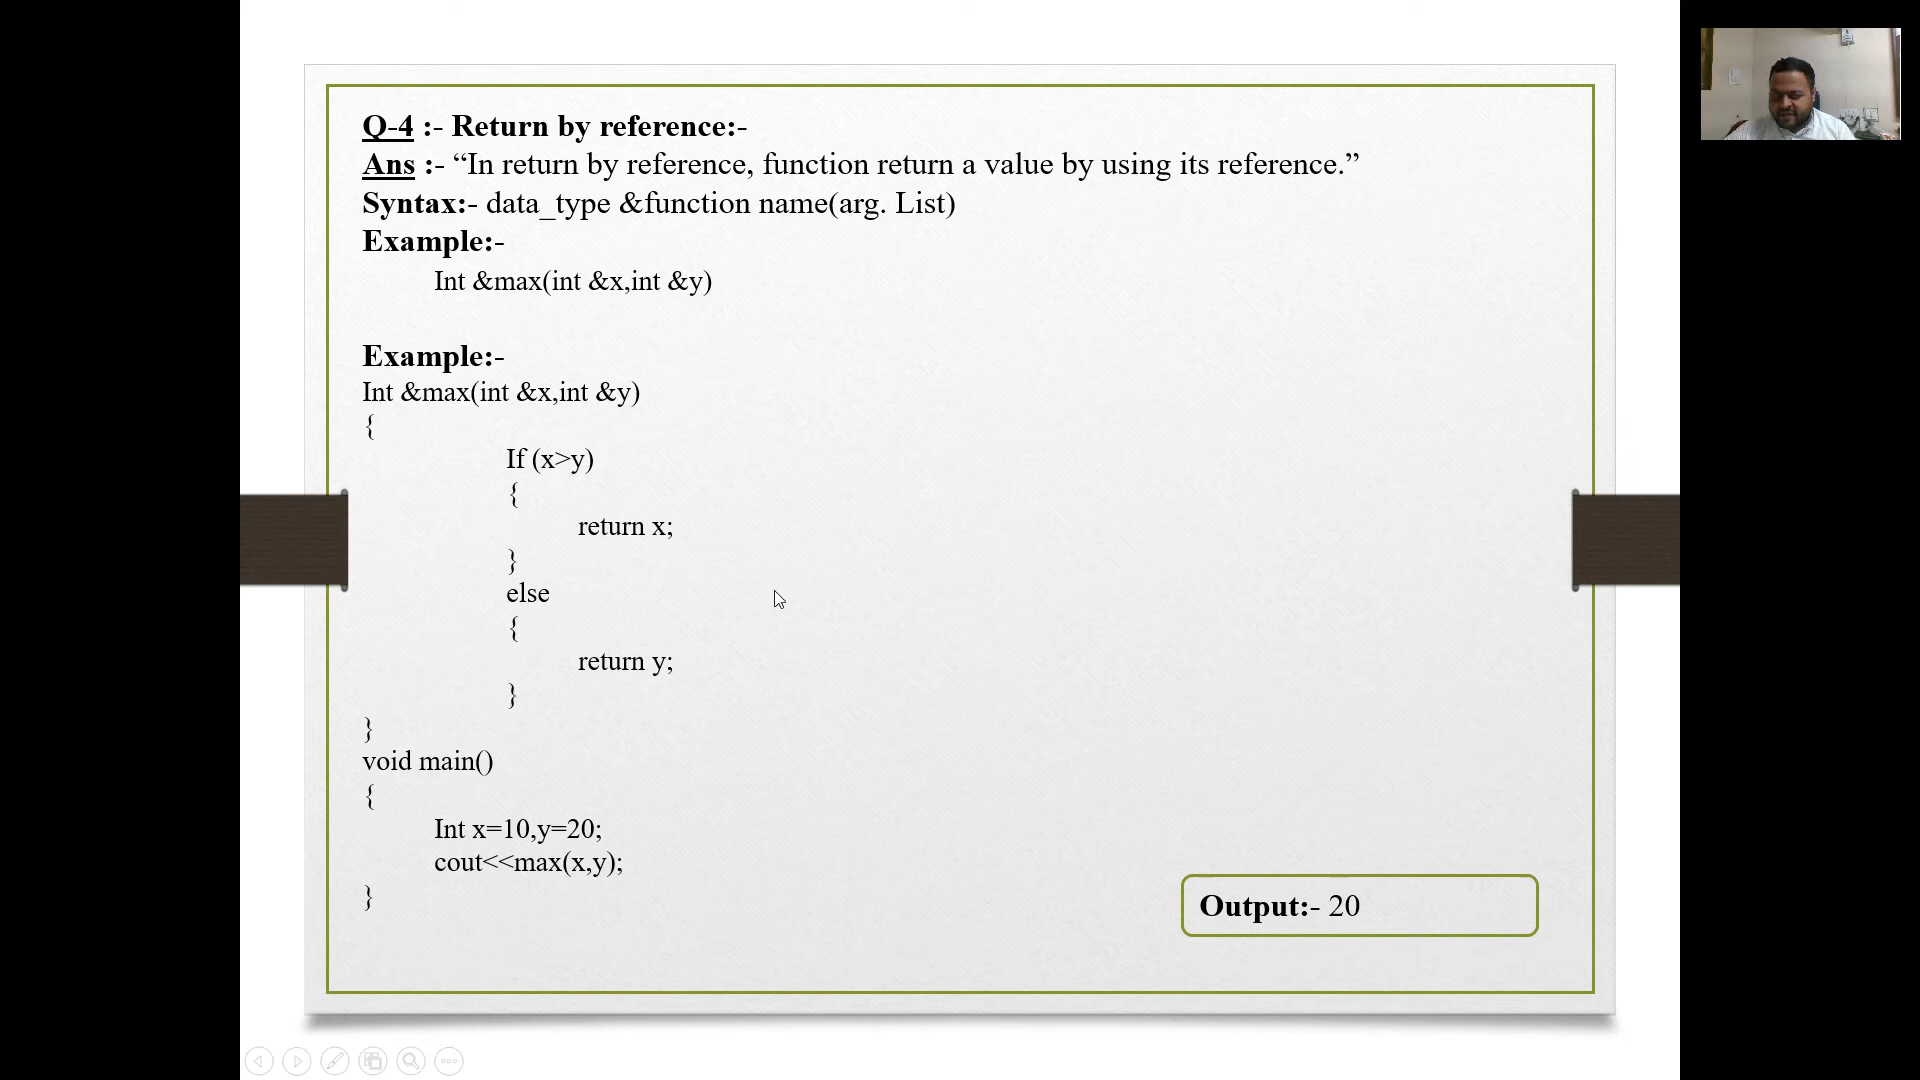 Q-4 :- Return by reference:-
Ans :- “In return by reference, function return a value by using its reference.”
Syntax:- data_type &function name(arg. List)
Example:-
Int &max(int &x,int &y)
Example:-
Int &max(int &x,int &y)
{
If (x>y)
{
return x;
}
else
{
return y;
}
}
void main()
{
Int x=10,y=20;
cout<<max(x,y);
}
Output:- 20